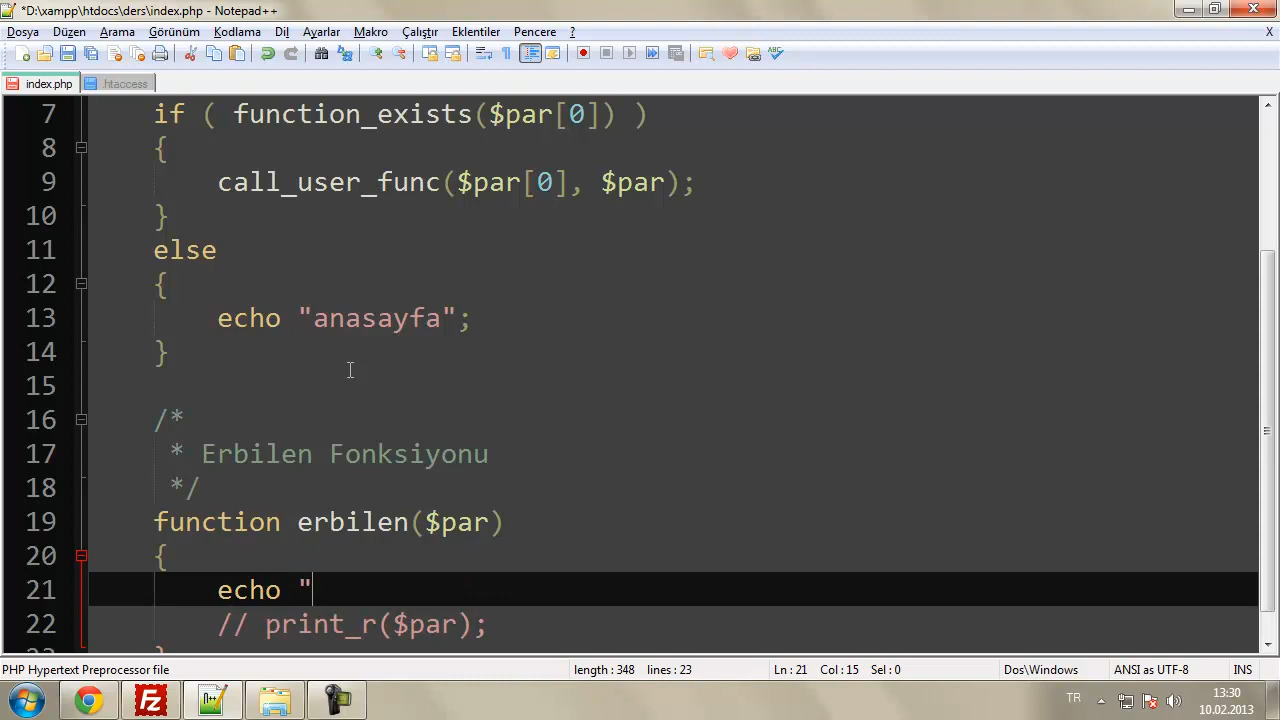 *D:\xampp\htdocs\ders\index.php - Notepad++
Dosya Düzen Arama Görünüm Kodlama Dil Ayarlar Makro Çalıştır Eklentiler Pencere ? X
index.php .htaccess
7 if ( function_exists($par[0]) )
8 {
9 call_user_func($par[0], $par);
10 }
11 else
12 {
13 echo "anasayfa";
14 }
15
16 /*
17 * Erbilen Fonksiyonu
18 */
19 function erbilen($par)
20 {
21 echo "
22 // print_r($par);
23 }
PHP Hypertext Preprocessor file length : 348 lines : 23 Ln : 21 Col : 15 Sel : 0 Dos\Windows ANSI as UTF-8 INS
TR 13:30
10.02.2013